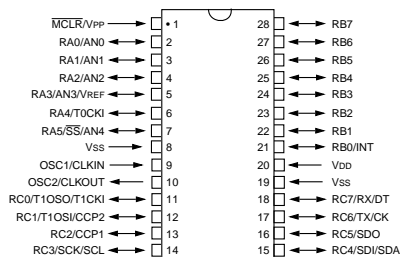 MCLR/VPP • 1 28 RB7
RA0/AN0 2 27 RB6
RA1/AN1 3 26 RB5
RA2/AN2 4 25 RB4
RA3/AN3/VREF 5 24 RB3
RA4/T0CKI 6 23 RB2
RA5/SS/AN4 7 22 RB1
VSS 8 21 RB0/INT
OSC1/CLKIN 9 20 VDD
OSC2/CLKOUT 10 19 VSS
RC0/T1OSO/T1CKI 11 18 RC7/RX/DT
RC1/T1OSI/CCP2 12 17 RC6/TX/CK
RC2/CCP1 13 16 RC5/SDO
RC3/SCK/SCL 14 15 RC4/SDI/SDA